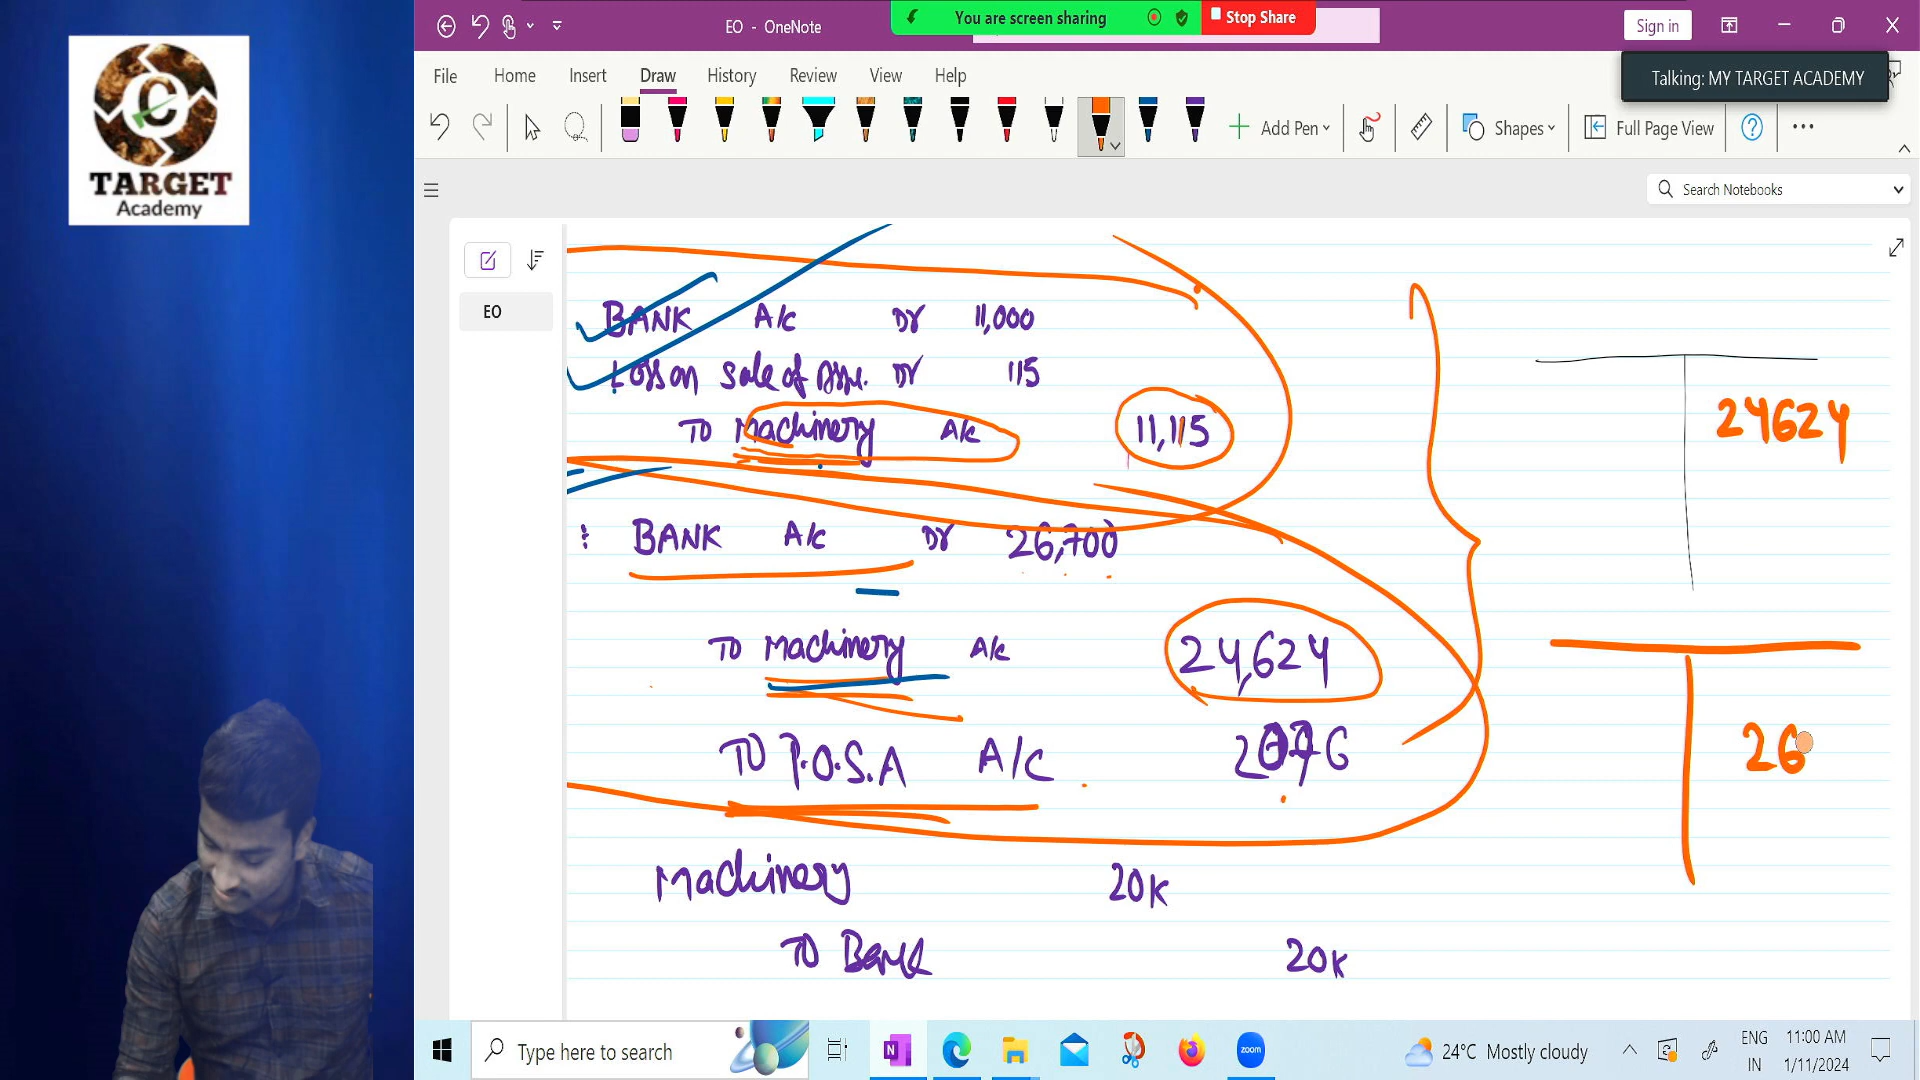 TARGET
Academy
EO - OneNote
You are screen sharing
Stop Share
Sign in
Talking: MY TARGET ACADEMY
File Home Insert Draw History Review View Help
Add Pen
Shapes
Full Page View
Search Notebooks
EO
BANK A/c Dr 11,000
Loss on Sale of Dr 115
To Machinery A/c 11,115
BANK A/c Dr 26,700
To Machinery A/c 24,624
To P.O.S.A A/C 2076
Machinery 20K
To Bank 20K
24624
26
Type here to search
zoom
24°C Mostly cloudy
ENG
IN
11:00 AM
1/11/2024